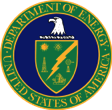 DEPARTMENT OF ENERGY
UNITED STATES OF AMERICA